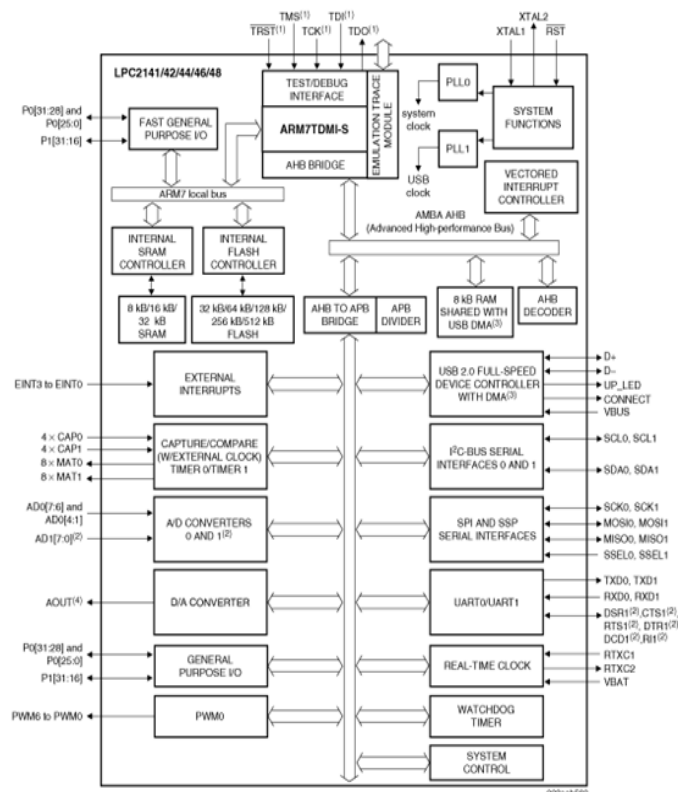 TMS(1)
TDI(1)
XTAL2
TRST(1)
TCK(1)
TDO(1)
XTAL1
RST
LPC2141/42/44/46/48
TEST/DEBUG
INTERFACE
ARM7TDMI-S
AHB BRIDGE
EMULATION TRACE
MODULE
PLL0
system
clock
PLL1
USB
clock
SYSTEM
FUNCTIONS
VECTORED
INTERRUPT
CONTROLLER
P0[31:28] and
P0[25:0]
P1[31:16]
FAST GENERAL
PURPOSE I/O
ARM7 local bus
AMBA AHB
(Advanced High-performance Bus)
INTERNAL
SRAM
CONTROLLER
INTERNAL
FLASH
CONTROLLER
8 kB/16 kB/
32 kB
SRAM
32 kB/64 kB/128 kB/
256 kB/512 kB
FLASH
AHB TO APB
BRIDGE
APB
DIVIDER
8 kB RAM
SHARED WITH
USB DMA(3)
AHB
DECODER
EINT3 to EINT0
EXTERNAL
INTERRUPTS
USB 2.0 FULL-SPEED
DEVICE CONTROLLER
WITH DMA(3)
D+
D−
UP_LED
CONNECT
VBUS
4 × CAP0
4 × CAP1
8 × MAT0
8 × MAT1
CAPTURE/COMPARE
(W/EXTERNAL CLOCK)
TIMER 0/TIMER 1
I2C-BUS SERIAL
INTERFACES 0 AND 1
SCL0, SCL1
SDA0, SDA1
AD0[7:6] and
AD0[4:1]
AD1[7:0](2)
A/D CONVERTERS
0 AND 1(2)
SPI AND SSP
SERIAL INTERFACES
SCK0, SCK1
MOSI0, MOSI1
MISO0, MISO1
SSEL0, SSEL1
AOUT(4)
D/A CONVERTER
UART0/UART1
TXD0, TXD1
RXD0, RXD1
DSR1(2),CTS1(2),
RTS1(2), DTR1(2)
DCD1(2),RI1(2)
P0[31:28] and
P0[25:0]
P1[31:16]
GENERAL
PURPOSE I/O
REAL-TIME CLOCK
RTXC1
RTXC2
VBAT
PWM6 to PWM0
PWM0
WATCHDOG
TIMER
SYSTEM
CONTROL